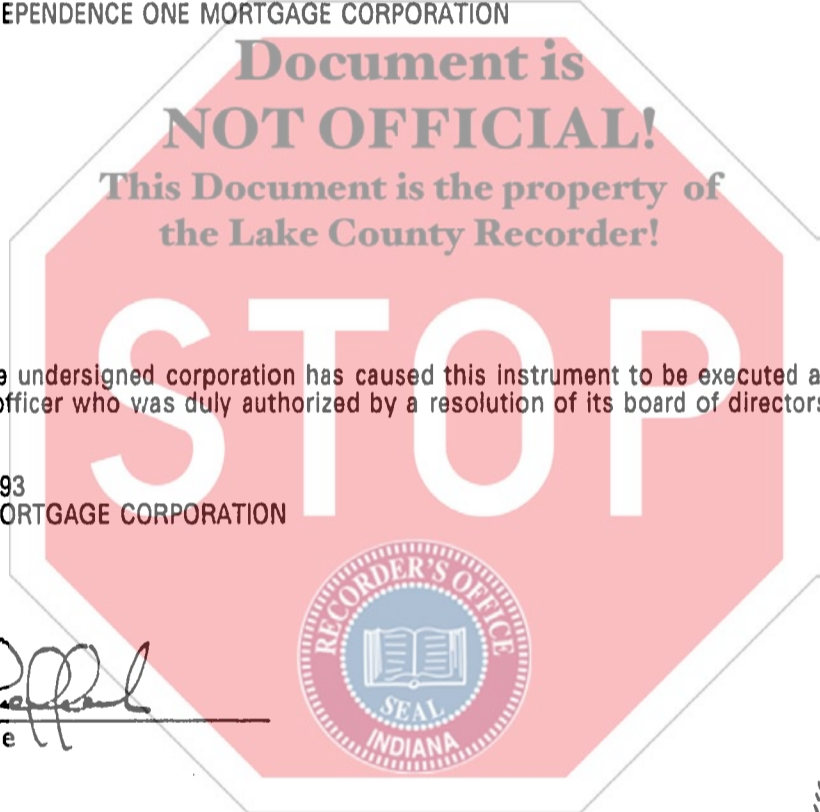 EPENDENCE ONE MORTGAGE CORPORATION
Document is
NOT OFFICIAL!
This Document is the property of
the Lake County Recorder!
STOP
e undersigned corporation has caused this instrument to be executed a
officer who was duly authorized by a resolution of its board of directors
93
ORTGAGE CORPORATION
RECORDER'S OFFICE
SEAL
INDIANA
e